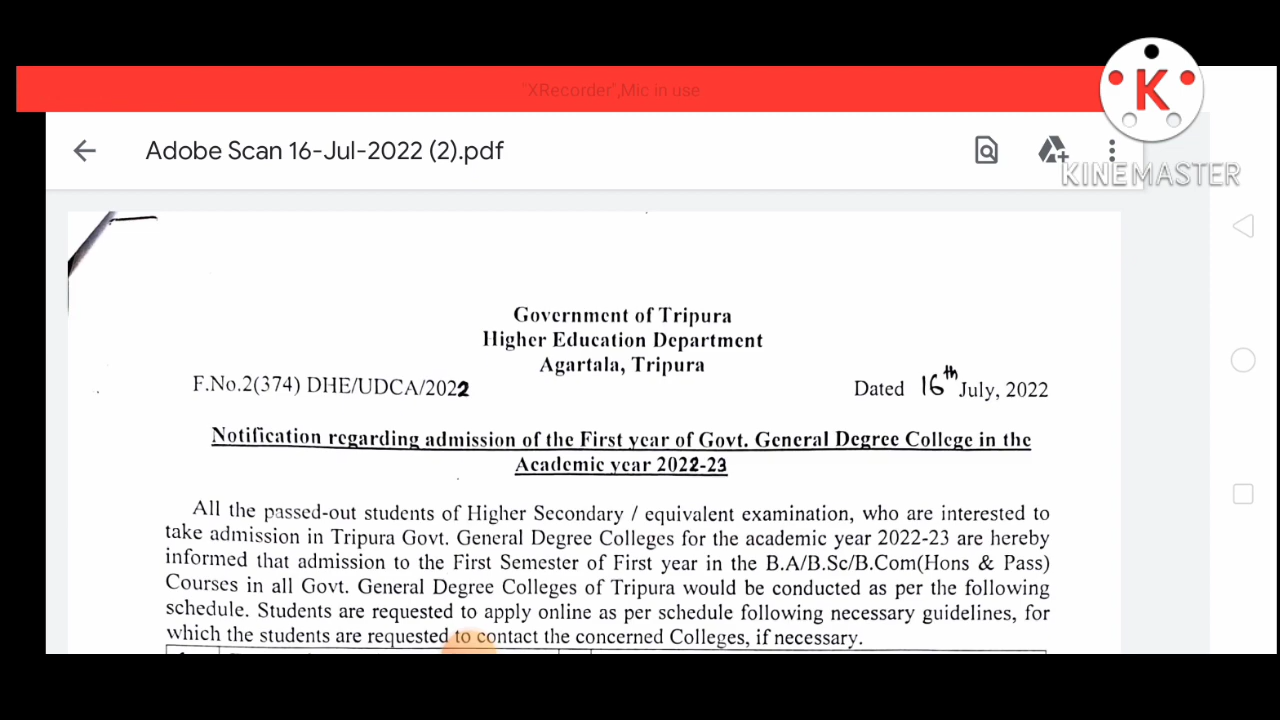 "XRecorder",Mic in use
K
KINEMASTER
Adobe Scan 16-Jul-2022 (2).pdf
Government of Tripura
Higher Education Department
Agartala, Tripura
F.No.2(374) DHE/UDCA/2022
Dated 16th July, 2022
Notification regarding admission of the First year of Govt. General Degree College in the
Academic year 2022-23
All the passed-out students of Higher Secondary / equivalent examination, who are interested to
take admission in Tripura Govt. General Degree Colleges for the academic year 2022-23 are hereby
informed that admission to the First Semester of First year in the B.A/B.Sc/B.Com(Hons & Pass)
Courses in all Govt. General Degree Colleges of Tripura would be conducted as per the following
schedule. Students are requested to apply online as per schedule following necessary guidelines, for
which the students are requested to contact the concerned Colleges, if necessary.